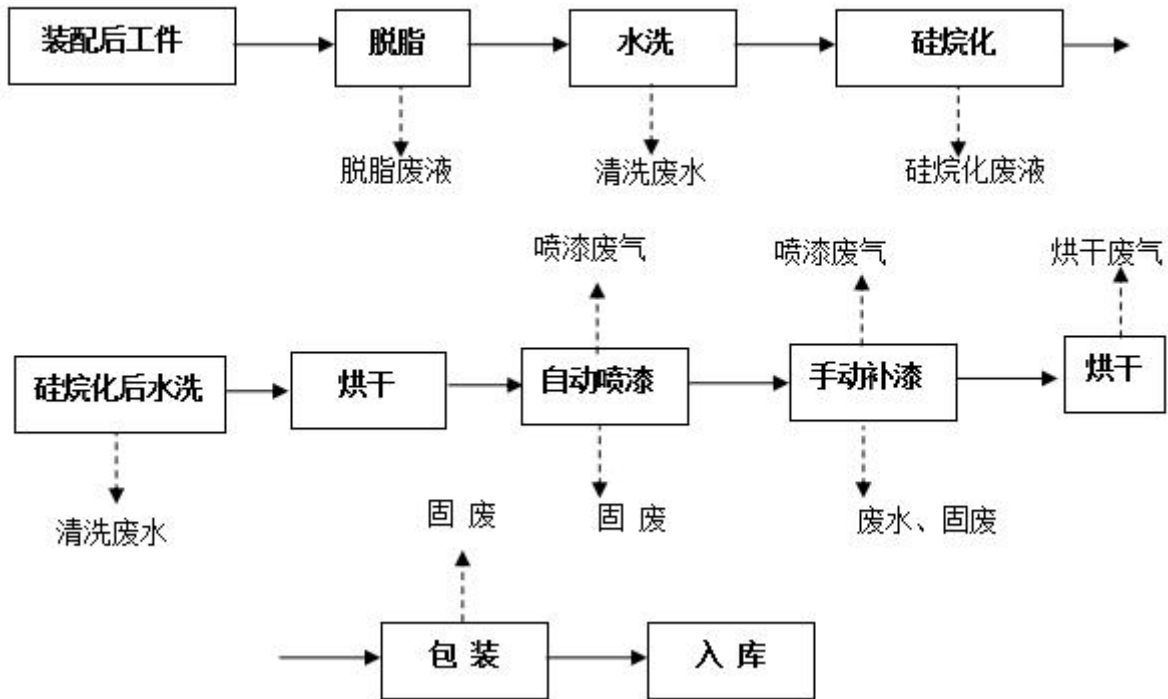 装配后工件 脱脂 水洗 硅烷化
脱脂废液 清洗废水 硅烷化废液
喷漆废气 喷漆废气 烘干废气
硅烷化后水洗 烘干 自动喷漆 手动补漆 烘干
清洗废水 固 废 固 废 废水、固废
包 装 入 库